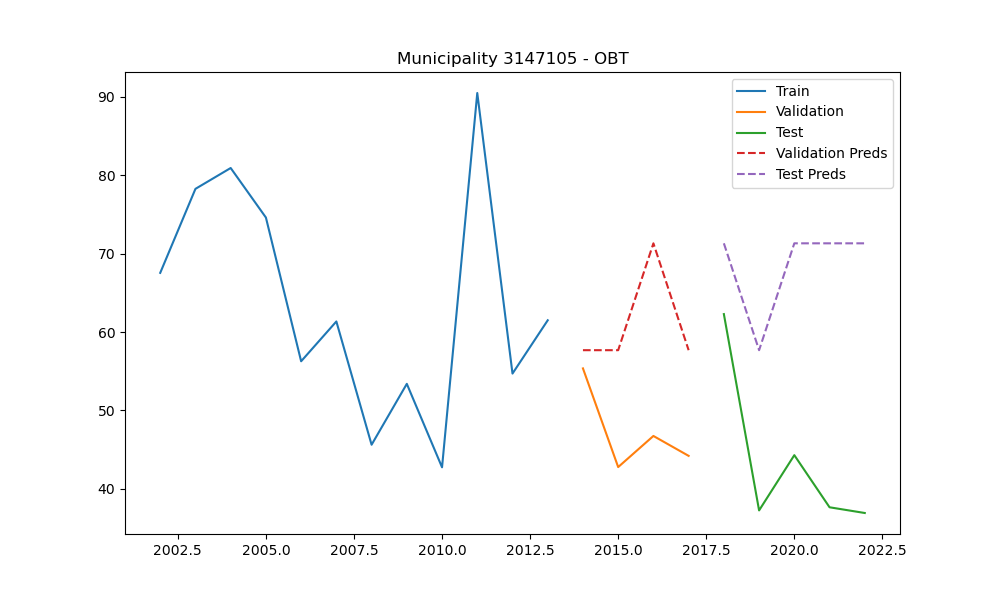 Municipality 3147105 - OBT
Train
Validation
Test
Validation Preds
Test Preds
90
80
70
60
50
40
2002.5 2005.0 2007.5 2010.0 2012.5 2015.0 2017.5 2020.0 2022.5